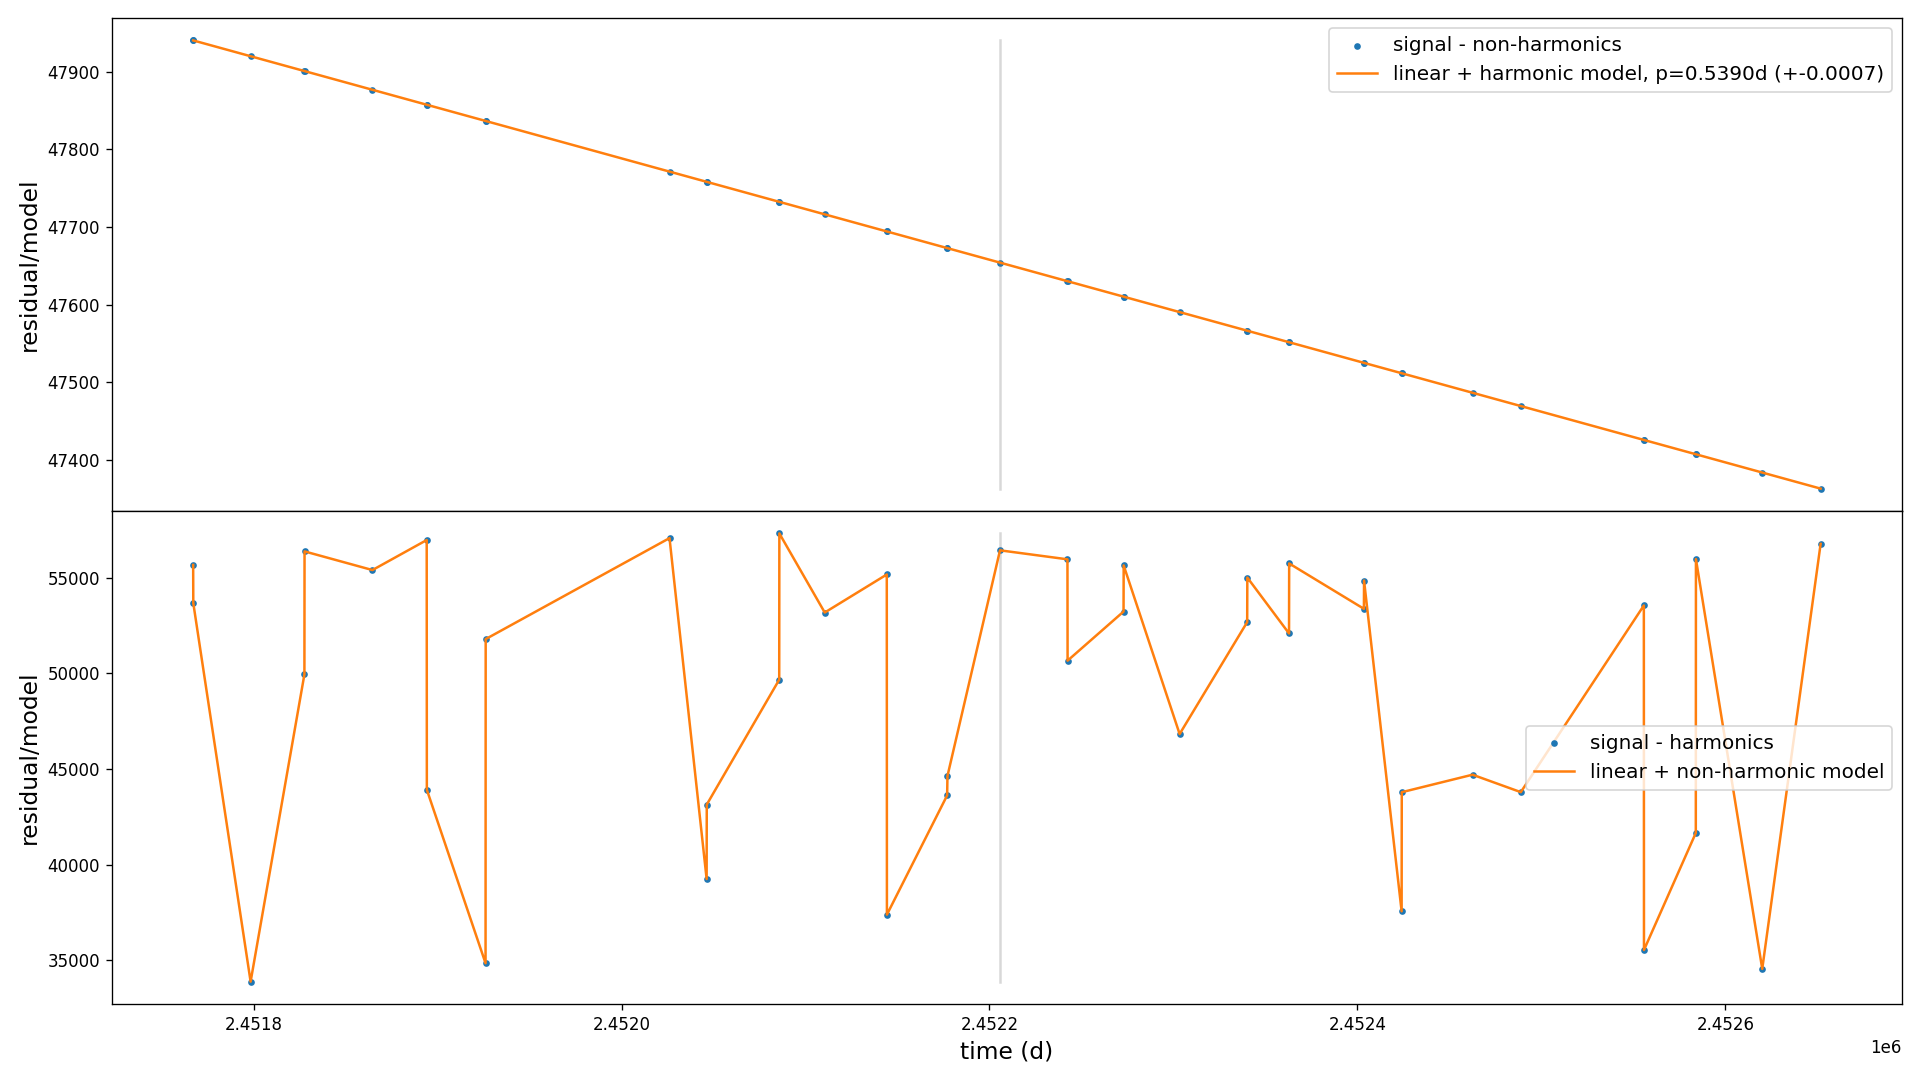 signal - non-harmonics
linear + harmonic model, p=0.5390d (+-0.0007)
47900
47800
47700
47600
47500
47400
residual/model
signal - harmonics
linear + non-harmonic model
55000
50000
45000
40000
35000
residual/model
2.4518
2.4520
2.4522
2.4524
2.4526
1e6
time (d)